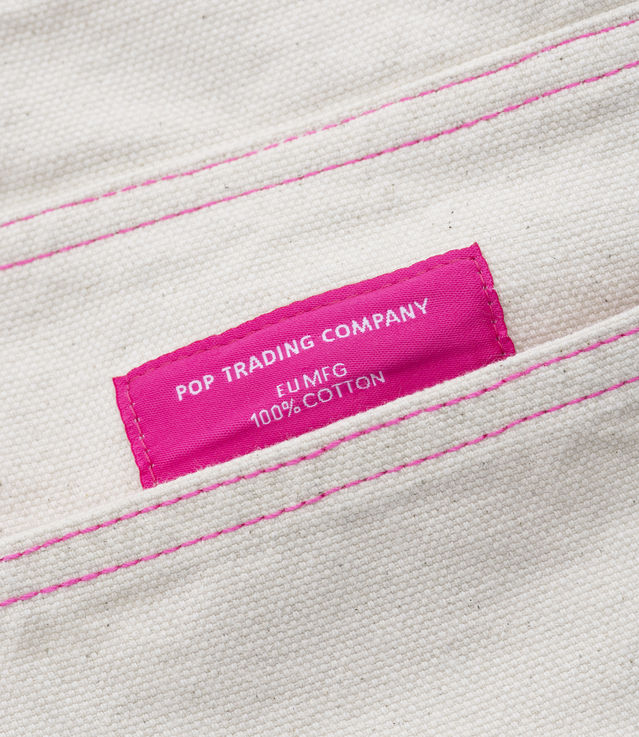 POP TRADING COMPANY
EU MFG
100% COTTON